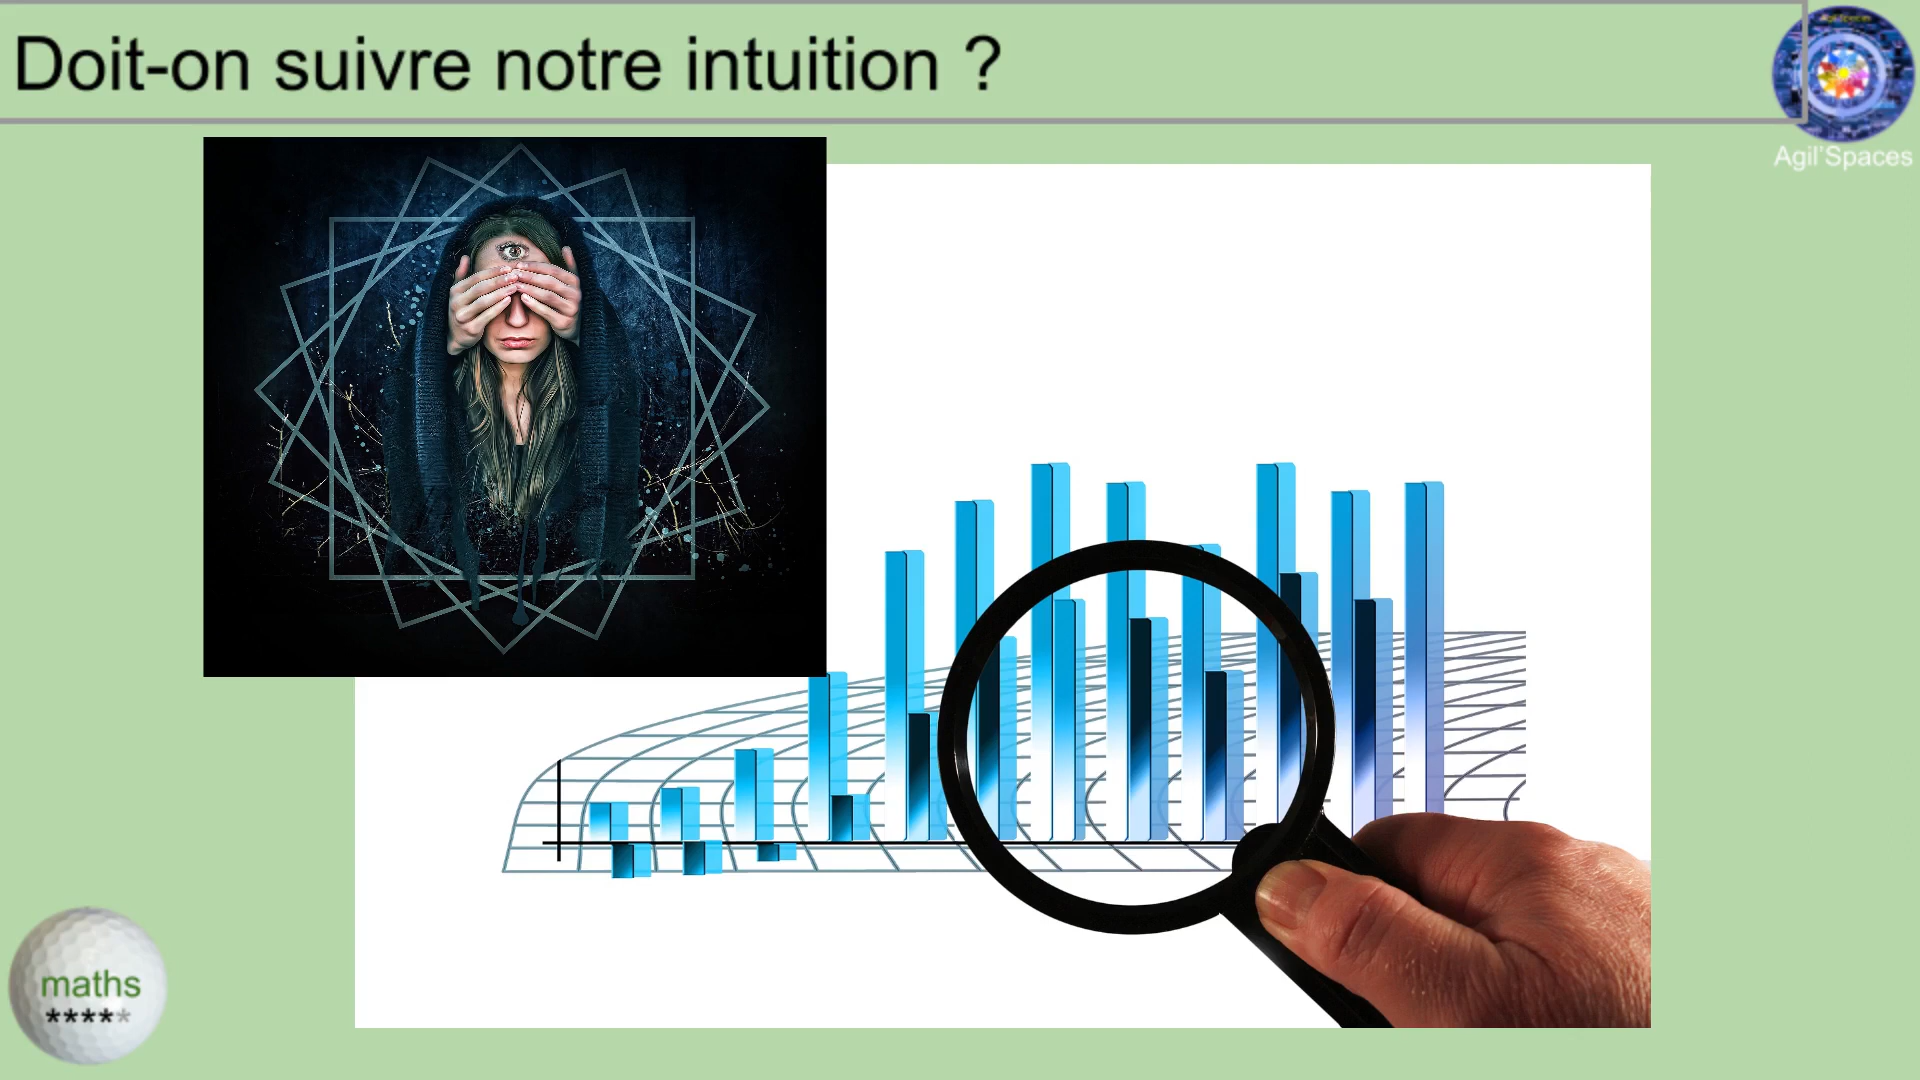 Doit-on suivre notre intuition ?
Agil'Spaces
maths
*****